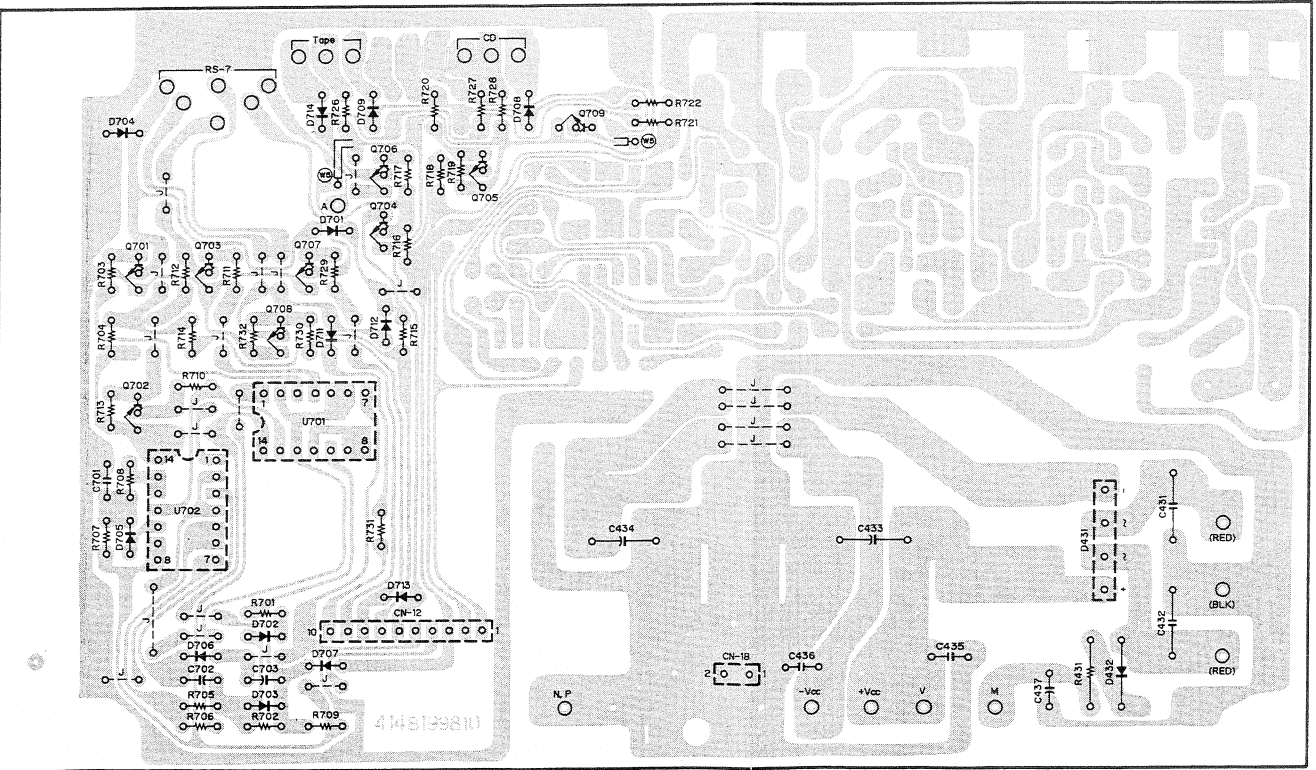 Tape
CD
RS-7
D704
D714
R726
D709
R720
R727
R728
D708
Q709
R722
R721
W5
W5
Q706
R717
R718
R719
Q705
J
J
A
D701
Q704
R716
R703
Q701
J
R712
Q703
R711
J
J
Q707
R729
J
R704
J
R714
J
R732
Q708
R730
D711
J
D712
R715
R710
J
J
J
R713
Q702
1
7
U701
14
8
J
J
J
J
C701
R708
14
1
U702
8
7
R707
D705
R731
C434
C433
D431
-
~
~
+
C431
(RED)
(BLK)
C432
(RED)
D713
CN-12
10
1
J
R701
J
D702
J
D706
J
D707
C702
C703
J
J
R705
D703
R706
R702
R709
4148199810
N.P
CN-18
2
1
C436
C435
-Vcc
+Vcc
V
M
C437
R431
D432